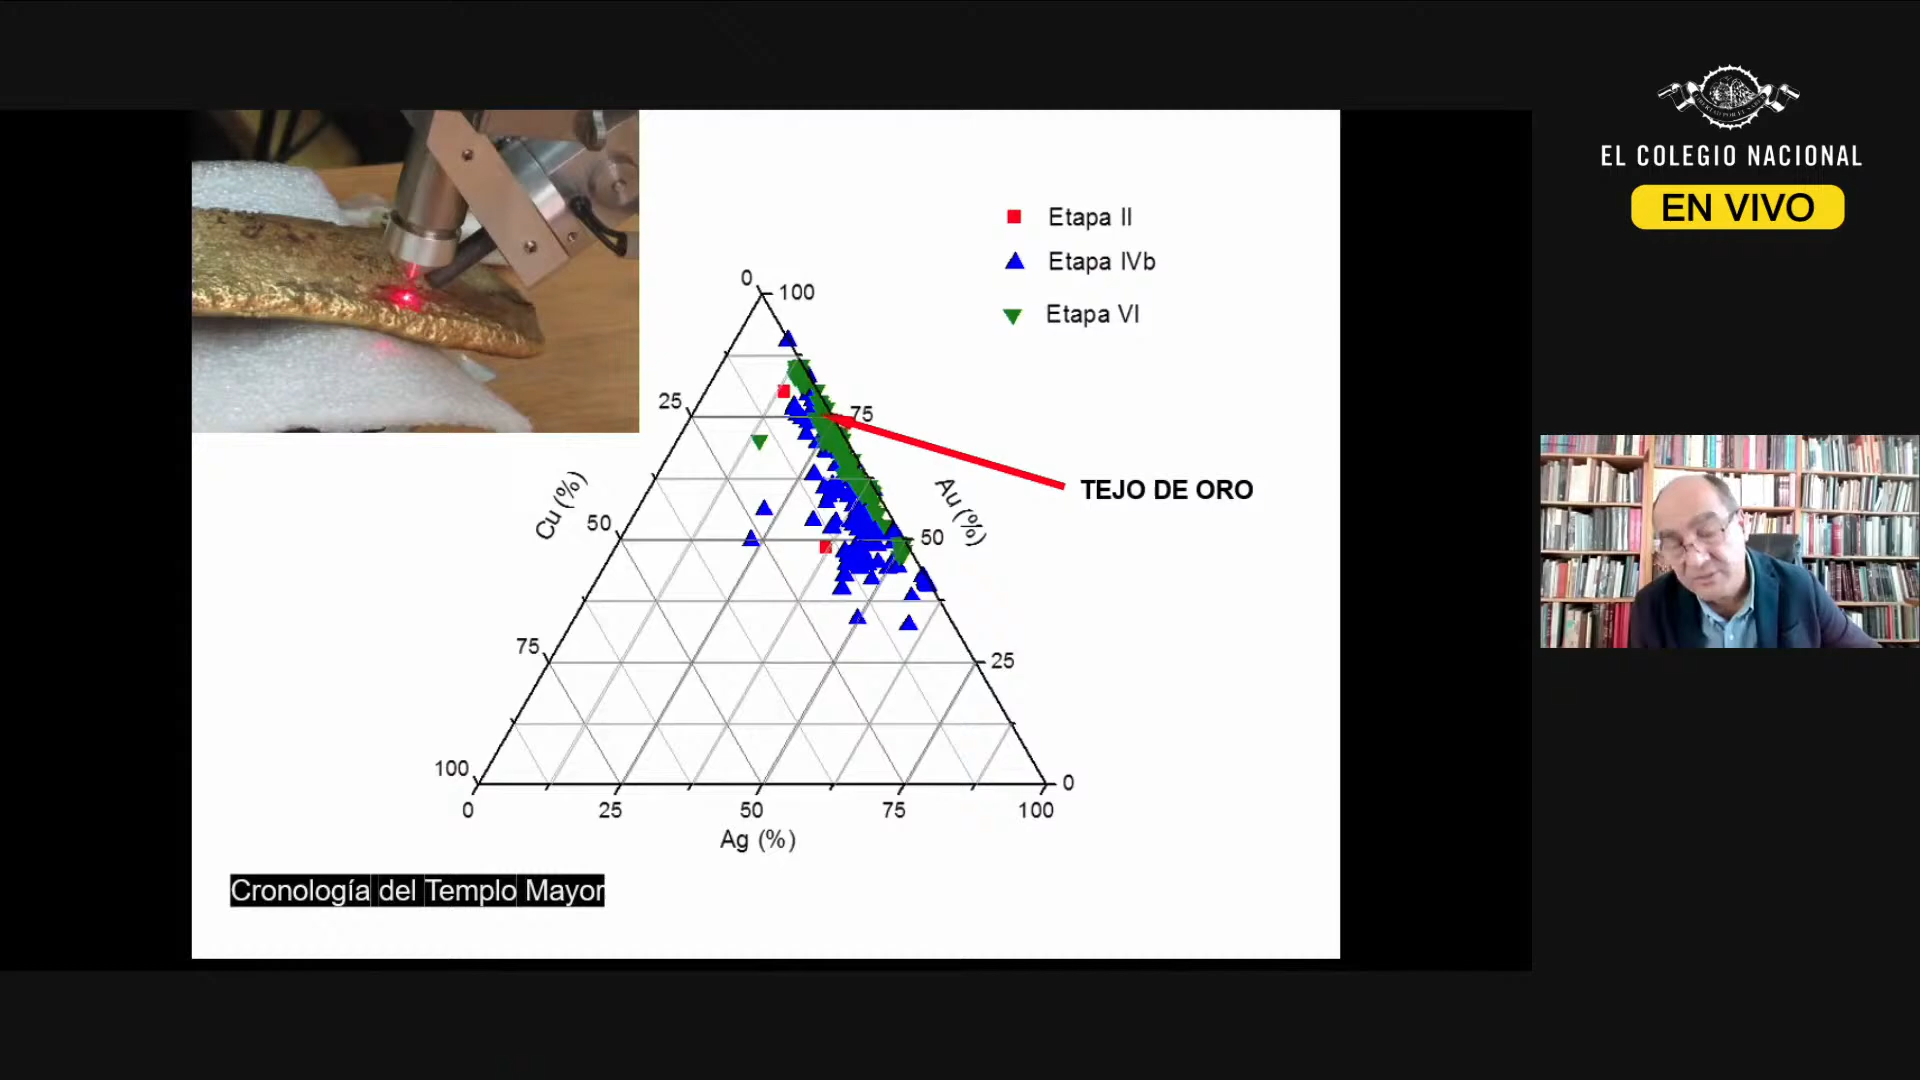 EL COLEGIO NACIONAL
EN VIVO
Etapa II
Etapa IVb
Etapa VI
0
100
25
75
Cu (%)
Au (%)
TEJO DE ORO
50
50
75
25
100
0
0
25
50
75
100
Ag (%)
Cronología del Templo Mayor